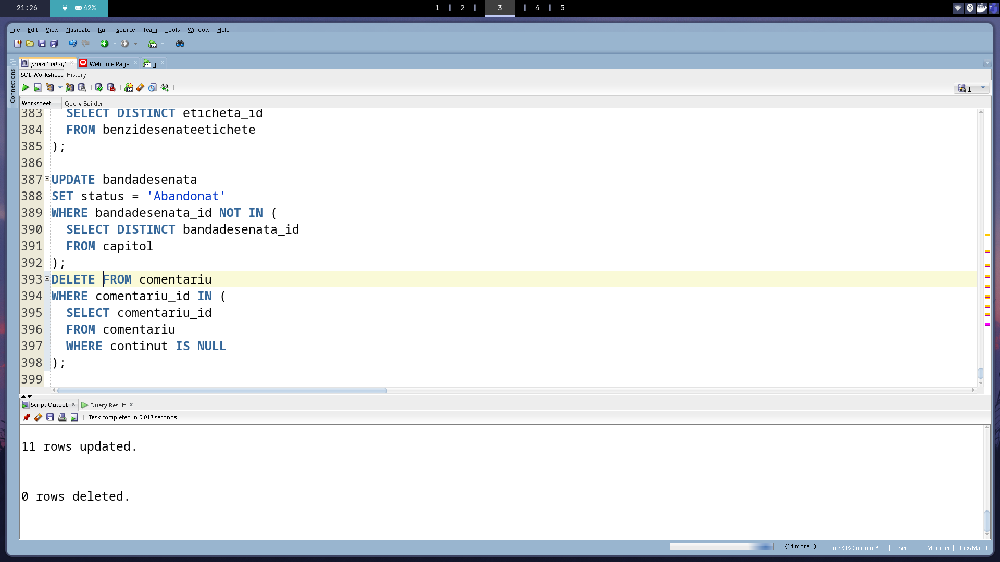 21:26 42% 1 | 2 | 3 | 4 | 5
File Edit View Navigate Run Source Team Tools Window Help
project_bd.sql Welcome Page jj
Connections
SQL Worksheet History
jj
Worksheet Query Builder
383 SELECT DISTINCT eticheta_id
384 FROM benzidesenateetichete
385 );
386
387 UPDATE bandadesenata
388 SET status = 'Abandonat'
389 WHERE bandadesenata_id NOT IN (
390 SELECT DISTINCT bandadesenata_id
391 FROM capitol
392 );
393 DELETE FROM comentariu
394 WHERE comentariu_id IN (
395 SELECT comentariu_id
396 FROM comentariu
397 WHERE continut IS NULL
398 );
399
Script Output x Query Result x
Task completed in 0.018 seconds
11 rows updated.
0 rows deleted.
(14 more...) | Line 393 Column 8 | Insert | Modified | Unix/Mac: LF